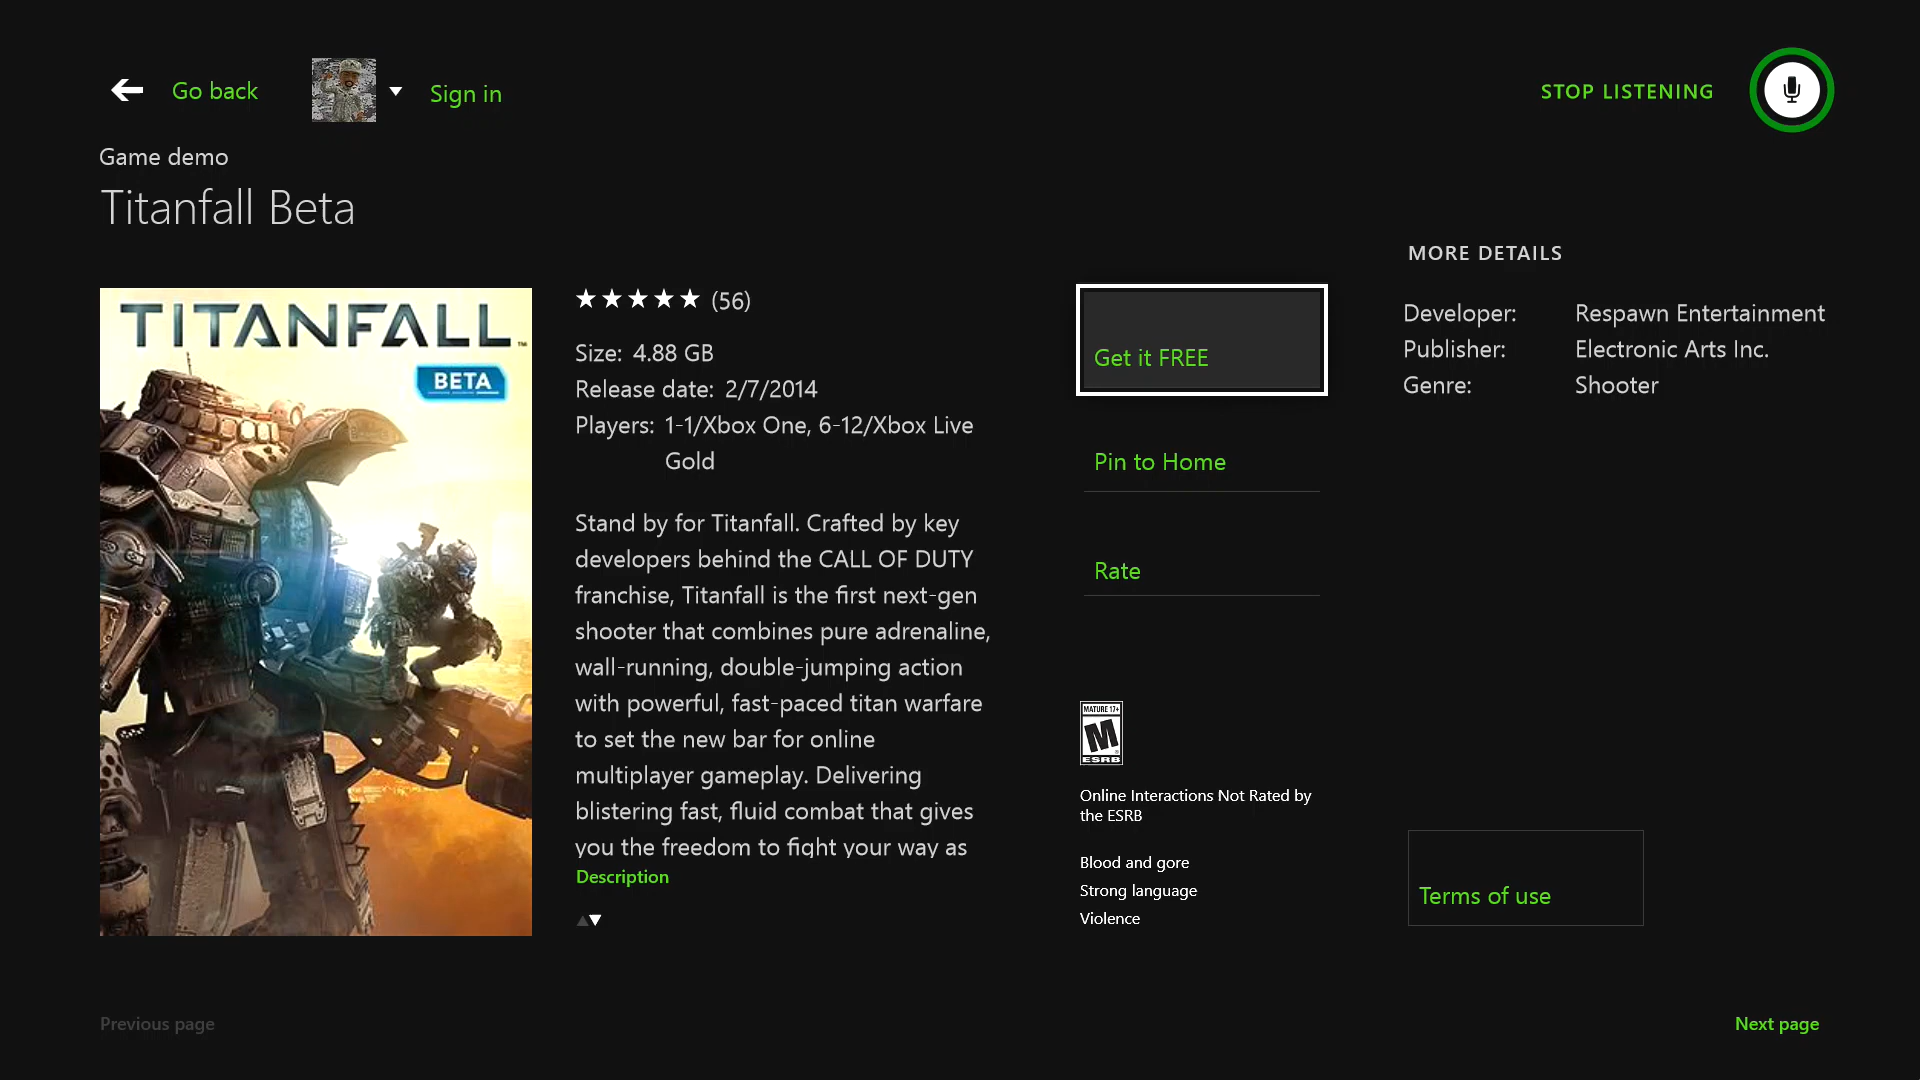 Go back
Sign in
STOP LISTENING
Game demo
Titanfall Beta
TITANFALL™
BETA
★★★★★ (56)
Size: 4.88 GB
Release date: 2/7/2014
Players: 1-1/Xbox One, 6-12/Xbox Live
Gold
Stand by for Titanfall. Crafted by key
developers behind the CALL OF DUTY
franchise, Titanfall is the first next-gen
shooter that combines pure adrenaline,
wall-running, double-jumping action
with powerful, fast-paced titan warfare
to set the new bar for online
multiplayer gameplay. Delivering
blistering fast, fluid combat that gives
you the freedom to fight your way as
Description
Get it FREE
Pin to Home
Rate
MATURE 17+
M
ESRB
Online Interactions Not Rated by
the ESRB
Blood and gore
Strong language
Violence
MORE DETAILS
Developer: Respawn Entertainment
Publisher: Electronic Arts Inc.
Genre: Shooter
Terms of use
Previous page
Next page